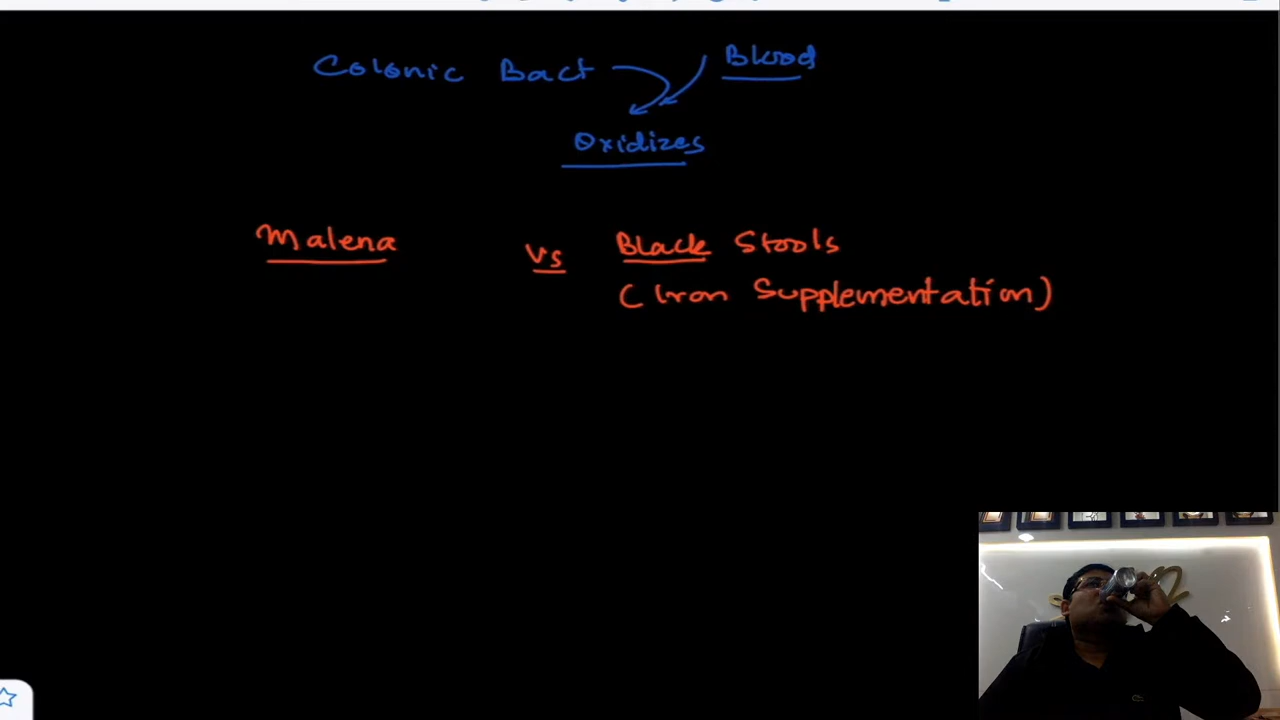 Colonic Bact Blood
Oxidizes
Malena vs Black Stools
(Iron Supplementation)